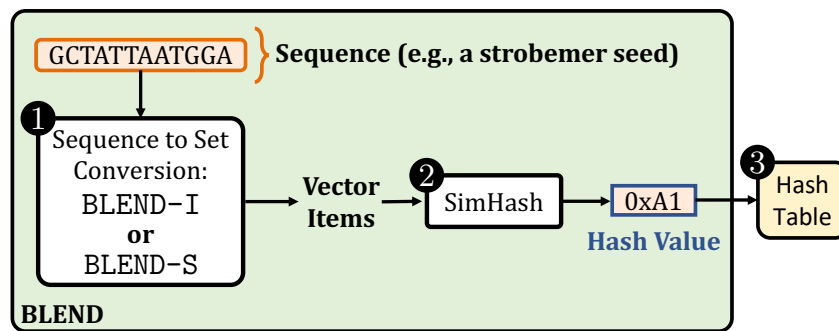 GCTATTAATGGA
Sequence (e.g., a strobemer seed)
1
Sequence to Set
Conversion:
BLEND-I
or
BLEND-S
Vector
Items
2
SimHash
0xA1
Hash Value
3
Hash
Table
BLEND